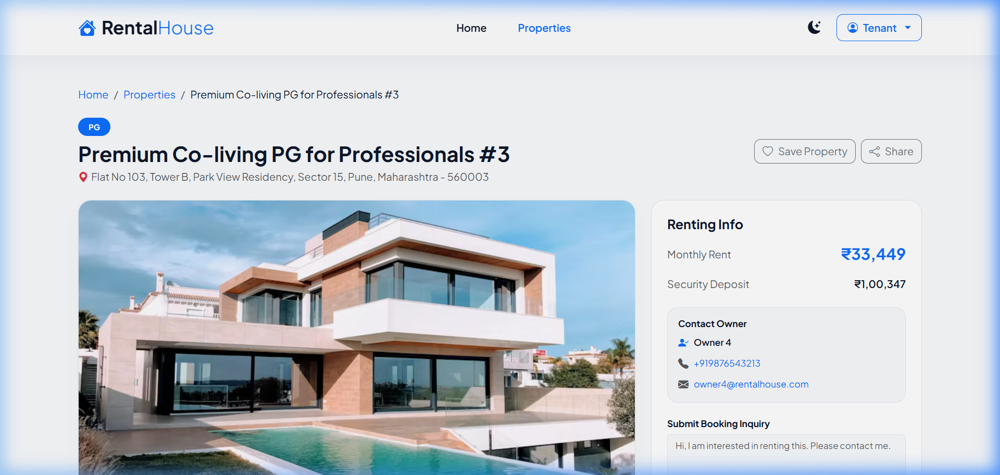 RentalHouse
Home
Properties
Tenant
Home / Properties / Premium Co-living PG for Professionals #3
PG
Premium Co-living PG for Professionals #3
Flat No 103, Tower B, Park View Residency, Sector 15, Pune, Maharashtra - 560003
Save Property
Share
Renting Info
Monthly Rent ₹33,449
Security Deposit ₹1,00,347
Contact Owner
Owner 4
+919876543213
owner4@rentalhouse.com
Submit Booking Inquiry
Hi, I am interested in renting this. Please contact me.